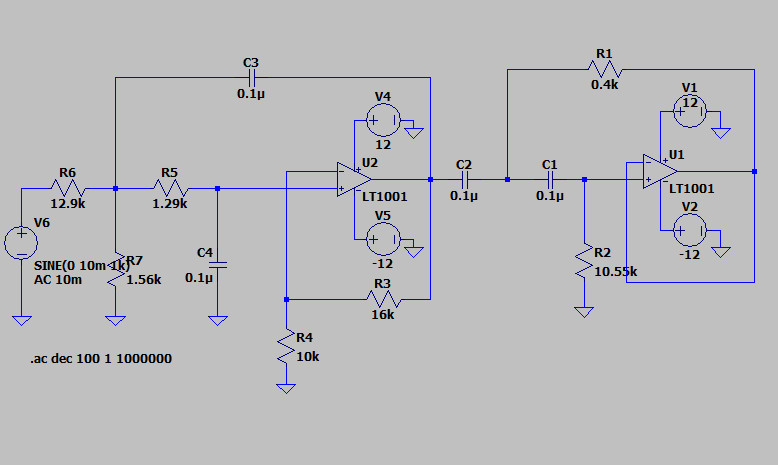 C3
0.1µ
R1
0.4k
V4
12
V1
12
R6
12.9k
R5
1.29k
U2
LT1001
C2
0.1µ
C1
0.1µ
U1
LT1001
V6
SINE(0 10m 1k)
AC 10m
R7
1.56k
C4
0.1µ
V5
-12
V2
-12
R2
10.55k
R3
16k
R4
10k
.ac dec 100 1 1000000